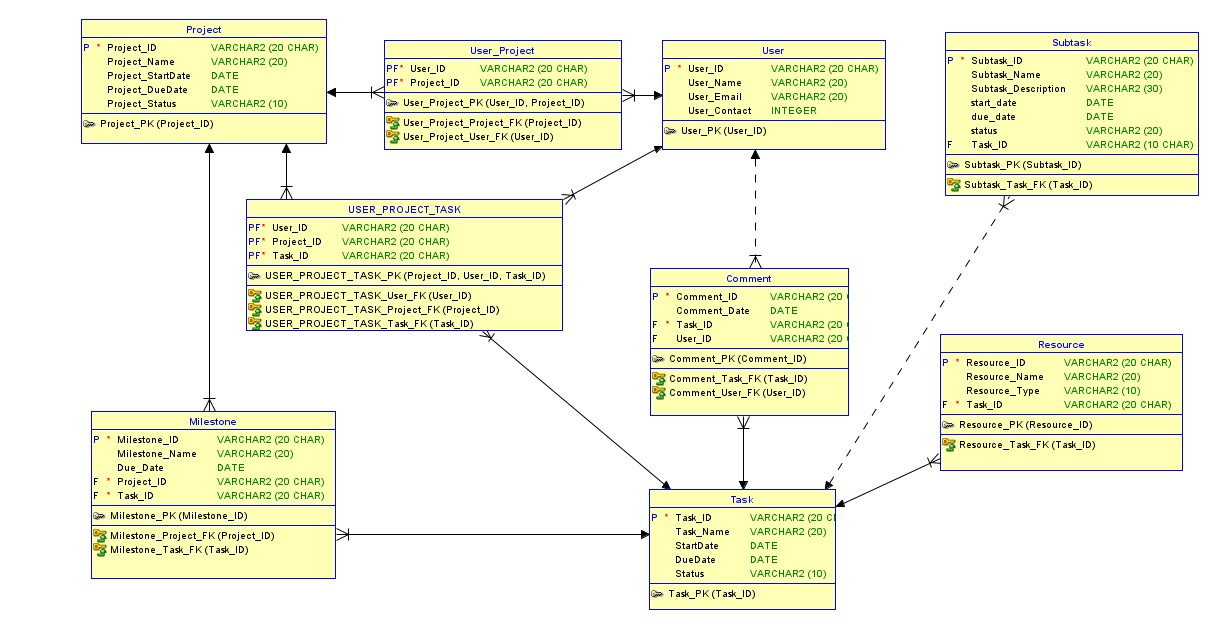 Project
P * Project_ID VARCHAR2 (20 CHAR)
Project_Name VARCHAR2 (20)
Project_StartDate DATE
Project_DueDate DATE
Project_Status VARCHAR2 (10)
Project_PK (Project_ID)
User_Project
PF* User_ID VARCHAR2 (20 CHAR)
PF* Project_ID VARCHAR2 (20 CHAR)
User_Project_PK (User_ID, Project_ID)
User_Project_Project_FK (Project_ID)
User_Project_User_FK (User_ID)
User
P * User_ID VARCHAR2 (20 CHAR)
User_Name VARCHAR2 (20)
User_Email VARCHAR2 (20)
User_Contact INTEGER
User_PK (User_ID)
Subtask
P * Subtask_ID VARCHAR2 (20 CHAR)
Subtask_Name VARCHAR2 (20)
Subtask_Description VARCHAR2 (30)
start_date DATE
due_date DATE
status VARCHAR2 (20)
F Task_ID VARCHAR2 (10 CHAR)
Subtask_PK (Subtask_ID)
Subtask_Task_FK (Task_ID)
USER_PROJECT_TASK
PF* User_ID VARCHAR2 (20 CHAR)
PF* Project_ID VARCHAR2 (20 CHAR)
PF* Task_ID VARCHAR2 (20 CHAR)
USER_PROJECT_TASK_PK (Project_ID, User_ID, Task_ID)
USER_PROJECT_TASK_User_FK (User_ID)
USER_PROJECT_TASK_Project_FK (Project_ID)
USER_PROJECT_TASK_Task_FK (Task_ID)
Comment
P * Comment_ID VARCHAR2 (20
Comment_Date DATE
F * Task_ID VARCHAR2 (20
F User_ID VARCHAR2 (20
Comment_PK (Comment_ID)
Comment_Task_FK (Task_ID)
Comment_User_FK (User_ID)
Resource
P * Resource_ID VARCHAR2 (20 CHAR)
Resource_Name VARCHAR2 (20)
Resource_Type VARCHAR2 (10)
F * Task_ID VARCHAR2 (20 CHAR)
Resource_PK (Resource_ID)
Resource_Task_FK (Task_ID)
Milestone
P * Milestone_ID VARCHAR2 (20 CHAR)
Milestone_Name VARCHAR2 (20)
Due_Date DATE
F * Project_ID VARCHAR2 (20 CHAR)
F * Task_ID VARCHAR2 (20 CHAR)
Milestone_PK (Milestone_ID)
Milestone_Project_FK (Project_ID)
Milestone_Task_FK (Task_ID)
Task
P * Task_ID VARCHAR2 (20 C
Task_Name VARCHAR2 (20)
StartDate DATE
DueDate DATE
Status VARCHAR2 (10)
Task_PK (Task_ID)